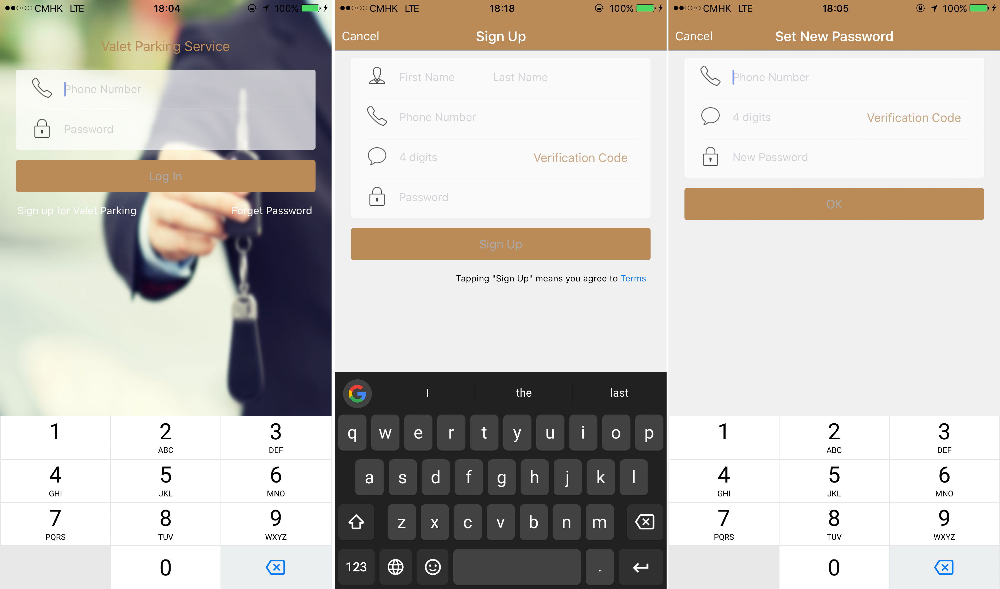 CMHK LTE 18:04 100%
Valet Parking Service
Phone Number
Password
Log In
Sign up for Valet Parking Forget Password
1 2 3
ABC DEF
4 5 6
GHI JKL MNO
7 8 9
PQRS TUV WXYZ
0
CMHK LTE 18:18 100%
Cancel Sign Up
First Name Last Name
Phone Number
4 digits Verification Code
Password
Sign Up
Tapping "Sign Up" means you agree to Terms
G I the last
q w e r t y u i o p
a s d f g h j k l
z x c v b n m
123 .
CMHK LTE 18:05 100%
Cancel Set New Password
Phone Number
4 digits Verification Code
New Password
OK
1 2 3
ABC DEF
4 5 6
GHI JKL MNO
7 8 9
PQRS TUV WXYZ
0